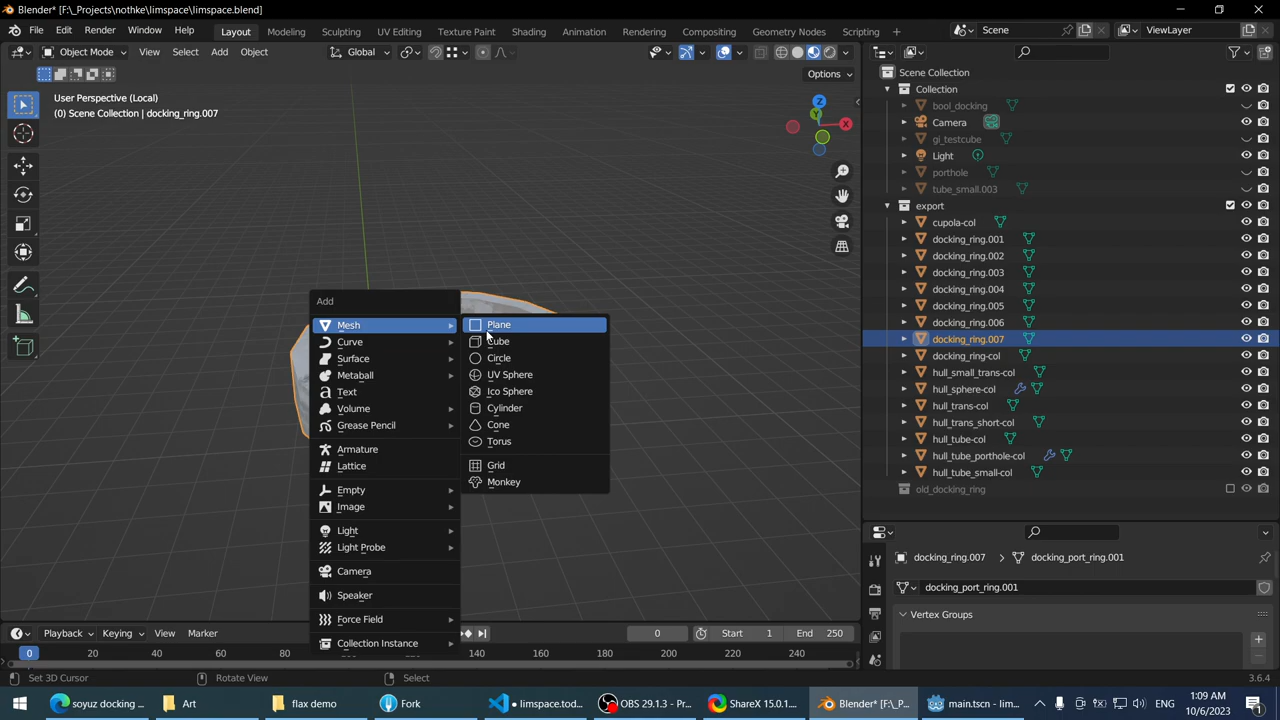 Blender* [F:\_Projects\nothke\limspace\limspace.blend]
File Edit Render Window Help Layout Modeling Sculpting UV Editing Texture Paint Shading Animation Rendering Compositing Geometry Nodes Scripting Scene ViewLayer
Object Mode View Select Add Object Global
Options
User Perspective (Local)
(0) Scene Collection | docking_ring.007
Z
Y
X
Add
Mesh
Curve
Surface
Metaball
Text
Volume
Grease Pencil
Armature
Lattice
Empty
Image
Light
Light Probe
Camera
Speaker
Force Field
Collection Instance
Plane
Cube
Circle
UV Sphere
Ico Sphere
Cylinder
Cone
Torus
Grid
Monkey
Scene Collection
Collection
bool_docking
Camera
gi_testcube
Light
porthole
tube_small.003
export
cupola-col
docking_ring.001
docking_ring.002
docking_ring.003
docking_ring.004
docking_ring.005
docking_ring.006
docking_ring.007
docking_ring-col
hull_small_trans-col
hull_sphere-col
hull_trans-col
hull_trans_short-col
hull_tube-col
hull_tube_porthole-col
hull_tube_small-col
old_docking_ring
docking_ring.007 docking_port_ring.001
docking_port_ring.001
Vertex Groups
Playback Keying View Marker 0 Start 1 End 250
0 20 40 60 80 140 160 180 200 220 240
Set 3D Cursor Rotate View Select 3.6.4
soyuz docking ... Art flax demo Fork limspace.tod... OBS 29.1.3 - Pr... ShareX 15.0.1... Blender* [F:\_P... main.tscn - lim... 1:09 AM
10/6/2023